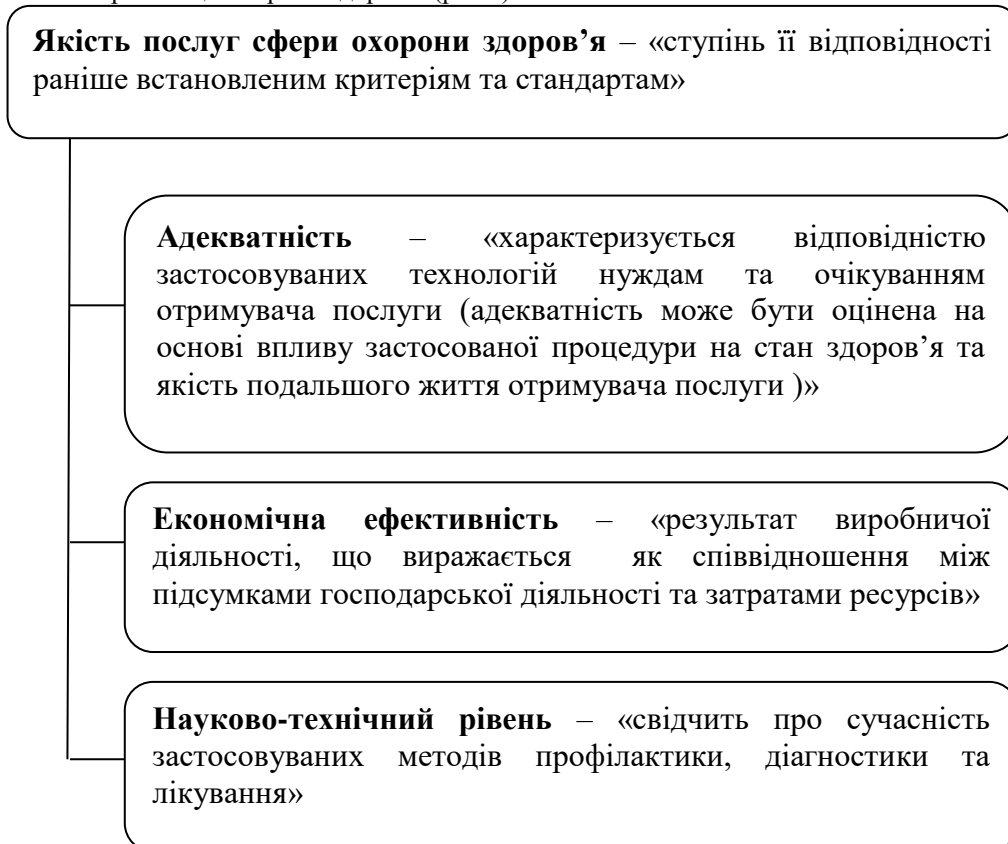 Якість послуг сфери охорони здоров’я – «ступінь її відповідності
раніше встановленим критеріям та стандартам»
Адекватність – «характеризується відповідністю
застосовуваних технологій нуждам та очікуванням
отримувача послуги (адекватність може бути оцінена на
основі впливу застосованої процедури на стан здоров’я та
якість подальшого життя отримувача послуги )»
Економічна ефективність – «результат виробничої
діяльності, що виражається як співвідношення між
підсумками господарської діяльності та затратами ресурсів»
Науково-технічний рівень – «свідчить про сучасність
застосовуваних методів профілактики, діагностики та
лікування»